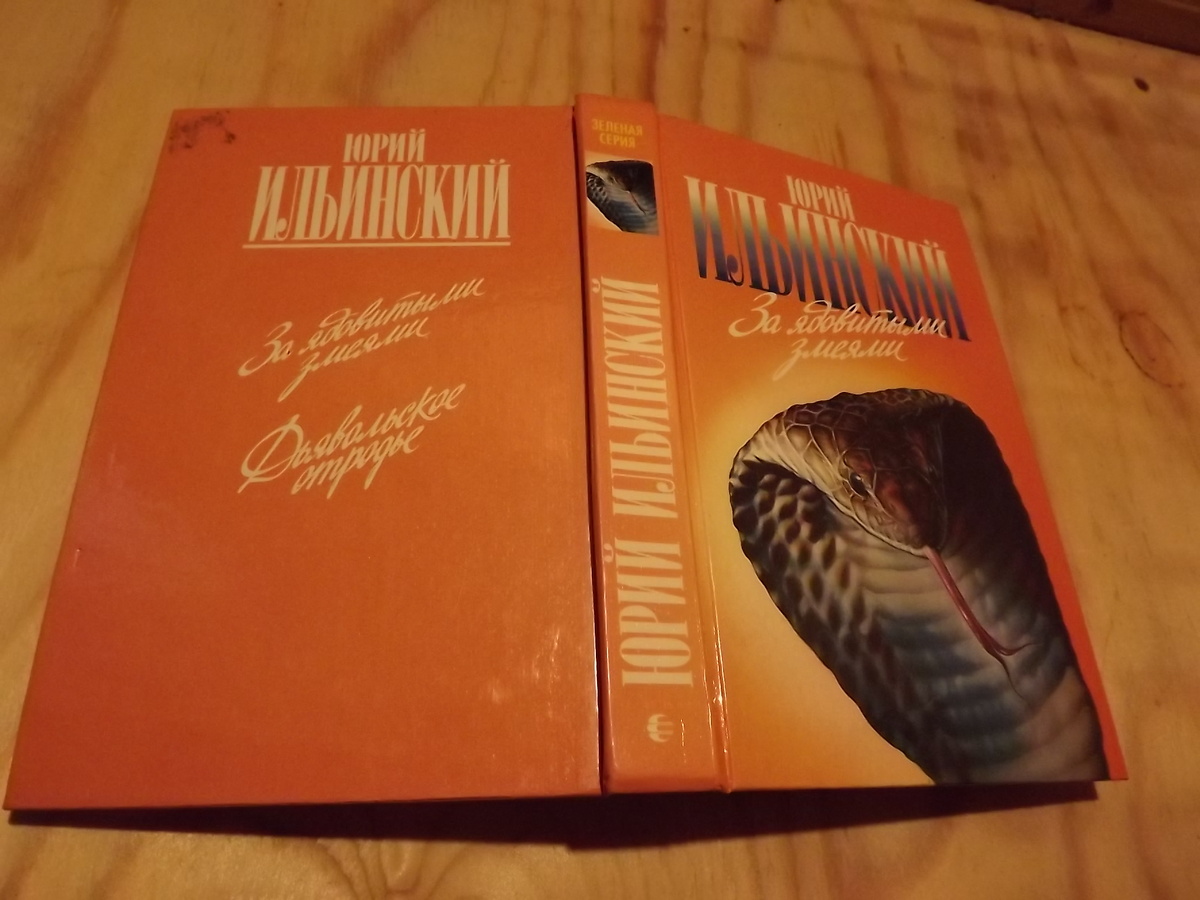 ЮРИЙ
ИЛЬИНСКИЙ
За ядовитыми
змеями
Дьявольское
отродье
ЗЕЛЕНАЯ
СЕРИЯ
ЮРИЙ ИЛЬИНСКИЙ
ЮРИЙ
ИЛЬИНСКИЙ
За ядовитыми
змеями